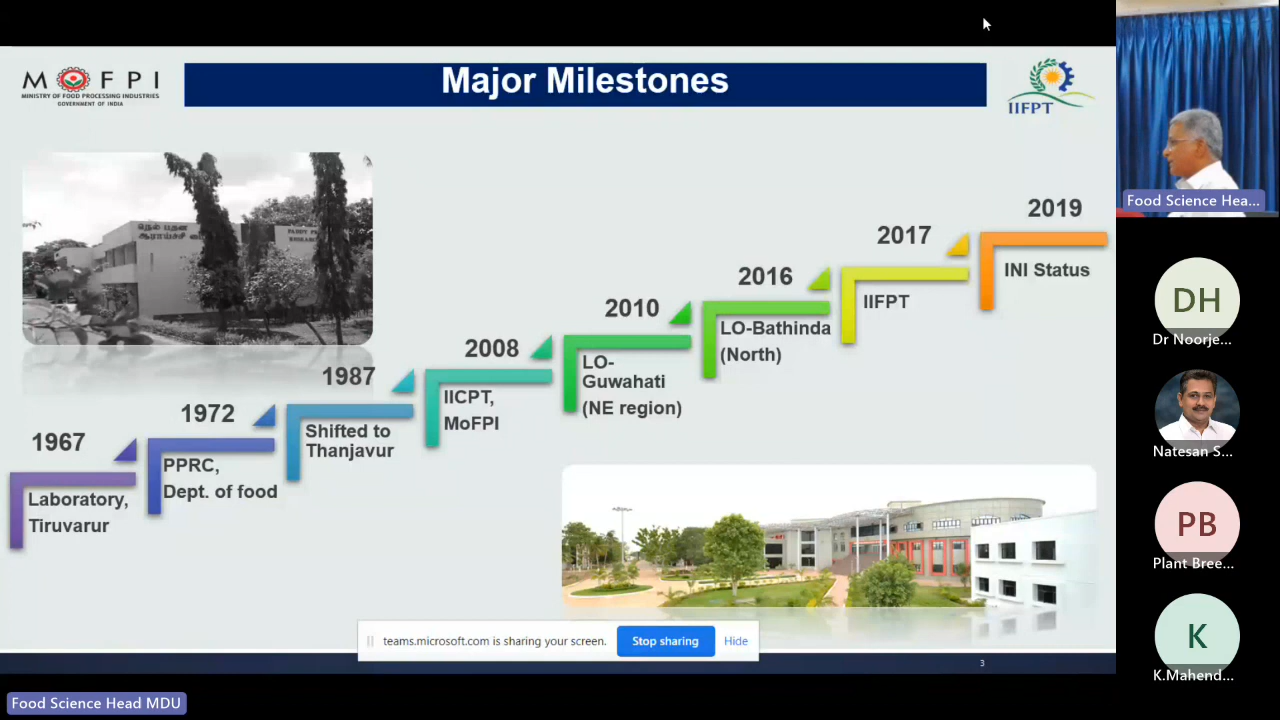 Major Milestones
M O F P I
MINISTRY OF FOOD PROCESSING INDUSTRIES
GOVERNMENT OF INDIA
IIFPT
நெல் பதன
ஆராய்ச்சி
1967
Laboratory,
Tiruvarur
1972
PPRC,
Dept. of food
1987
Shifted to
Thanjavur
2008
IICPT,
MoFPI
2010
LO-
Guwahati
(NE region)
2016
LO-Bathinda
(North)
2017
IIFPT
2019
INI Status
teams.microsoft.com is sharing your screen.
Stop sharing
Hide
3
Food Science Head MDU
Food Science Hea...
DH
Dr Noorje...
Natesan S...
PB
Plant Bree...
K
K.Mahend...